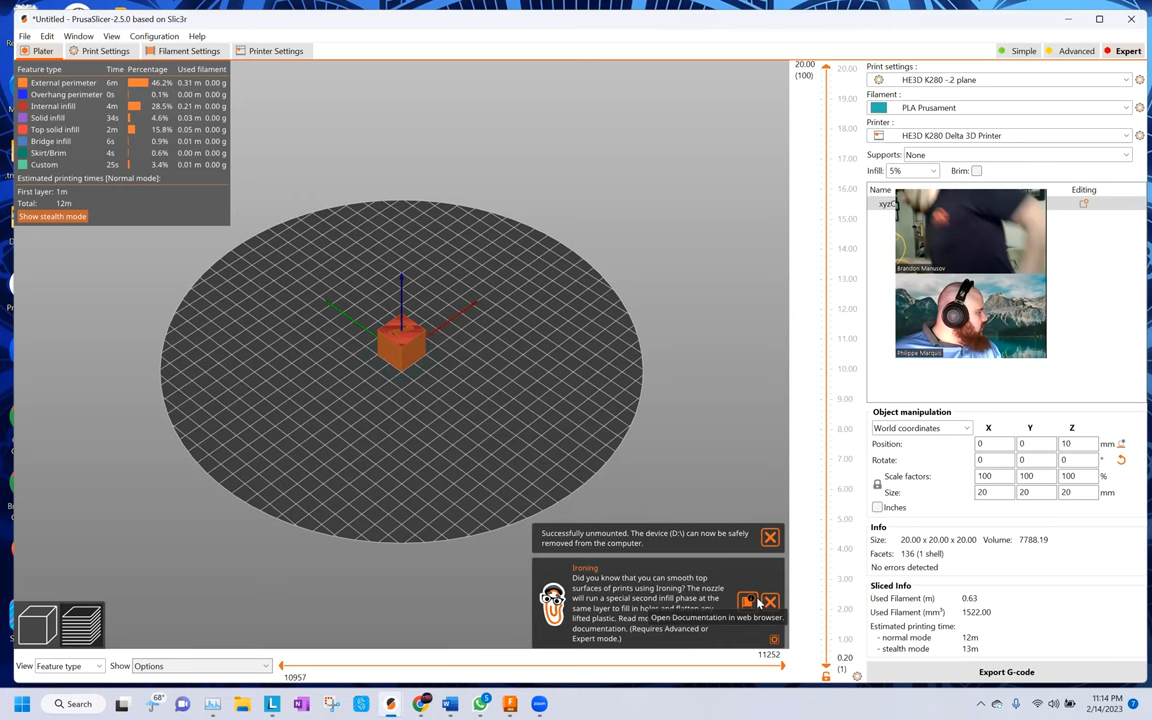 *Untitled - PrusaSlicer-2.5.0 based on Slic3r
File Edit Window View Configuration Help
Plater Print Settings Filament Settings Printer Settings Simple Advanced Expert
Feature type Time Percentage Used filament
External perimeter 6m 46.2% 0.31 m 0.00 g
Overhang perimeter 0s 0.1% 0.00 m 0.00 g
Internal infill 4m 28.5% 0.21 m 0.00 g
Solid infill 34s 4.6% 0.03 m 0.00 g
Top solid infill 2m 15.8% 0.05 m 0.00 g
Bridge infill 6s 0.9% 0.01 m 0.00 g
Skirt/Brim 4s 0.6% 0.00 m 0.00 g
Custom 25s 3.4% 0.01 m 0.00 g
Estimated printing times [Normal mode]:
First layer: 1m
Total: 12m
Show stealth mode
20.00
(100)
20.00
19.00
18.00
17.00
16.00
15.00
14.00
13.00
12.00
11.00
10.00
9.00
8.00
7.00
6.00
5.00
4.00
3.00
2.00
1.00
0.20
(1)
Print settings :
HE3D K280 -.2 plane
Filament :
PLA Prusament
Printer :
HE3D K280 Delta 3D Printer
Supports: None
Infill: 5% Brim:
Name Editing
xyzC
Brandon Manusov
Philippe Marquis
Object manipulation
World coordinates X Y Z
Position: 0 0 10 mm
Rotate: 0 0 0 °
Scale factors: 100 100 100 %
Size: 20 20 20 mm
Inches
Info
Size: 20.00 x 20.00 x 20.00 Volume: 7788.19
Facets: 136 (1 shell)
No errors detected
Sliced Info
Used Filament (m) 0.63
Used Filament (mm³) 1522.00
Estimated printing time:
- normal mode 12m
- stealth mode 13m
Export G-code
Successfully unmounted. The device (D:\) can now be safely
removed from the computer.
Ironing
Did you know that you can smooth top
surfaces of prints using Ironing? The nozzle
will run a special second infill phase at the
same layer to fill in holes and flatten any
lifted plastic. Read mo
documentation. (Requires Advanced or
Expert mode.)
Open Documentation in web browser.
View Feature type Show Options
11252
10957
68°
Search
5
11:14 PM
2/14/2023
7